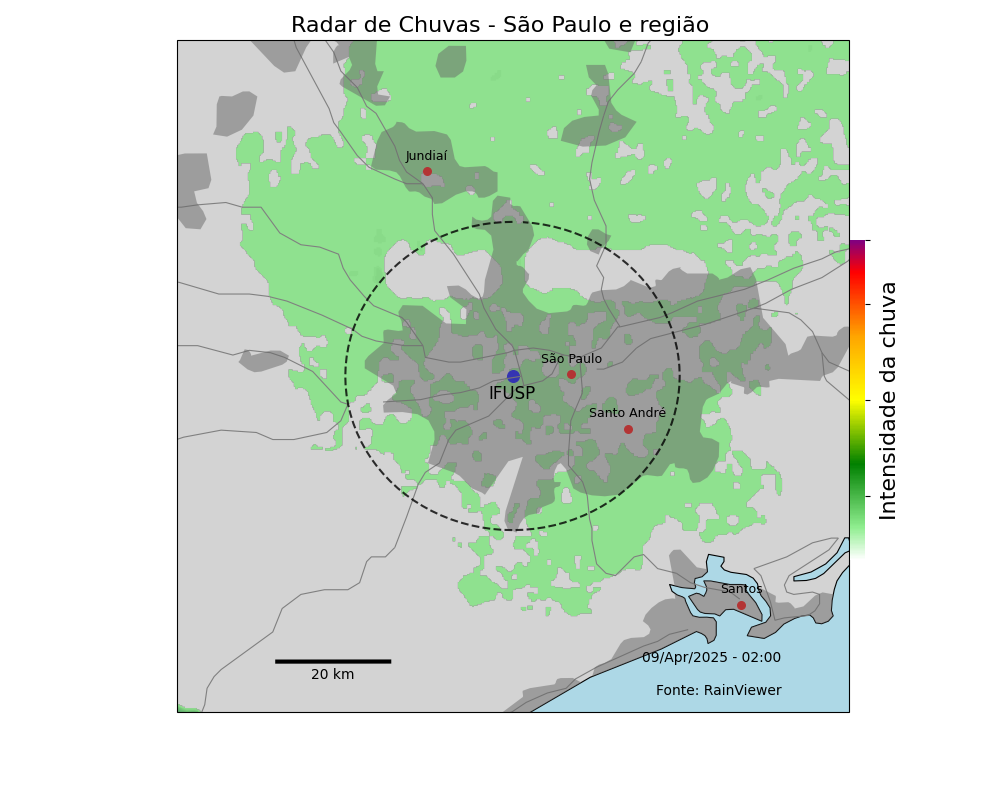 Radar de Chuvas - São Paulo e região
Jundiaí
São Paulo
IFUSP
Santo André
Intensidade da chuva
Santos
09/Apr/2025 - 02:00
20 km
Fonte: RainViewer